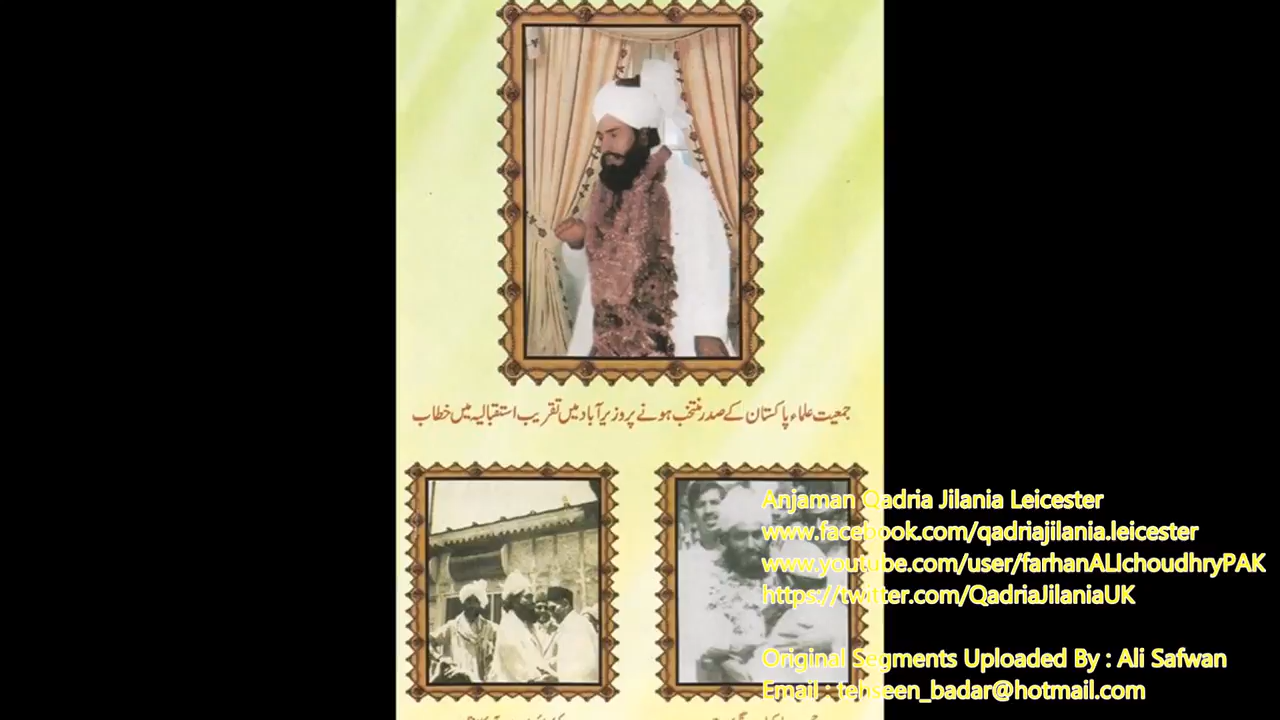 جمعیت علماء پاکستان کے صدر منتخب ہونے پر وزیر آباد میں تقریب استقبالیہ میں خطاب
Anjaman Qadria Jilania Leicester
www.facebook.com/qadriajilania.leicester
www.youtube.com/user/farhanALIchoudhryPAK
https://twitter.com/QadriaJilaniaUK
Original Segments Uploaded By : Ali Safwan
Email : tehseen_badar@hotmail.com